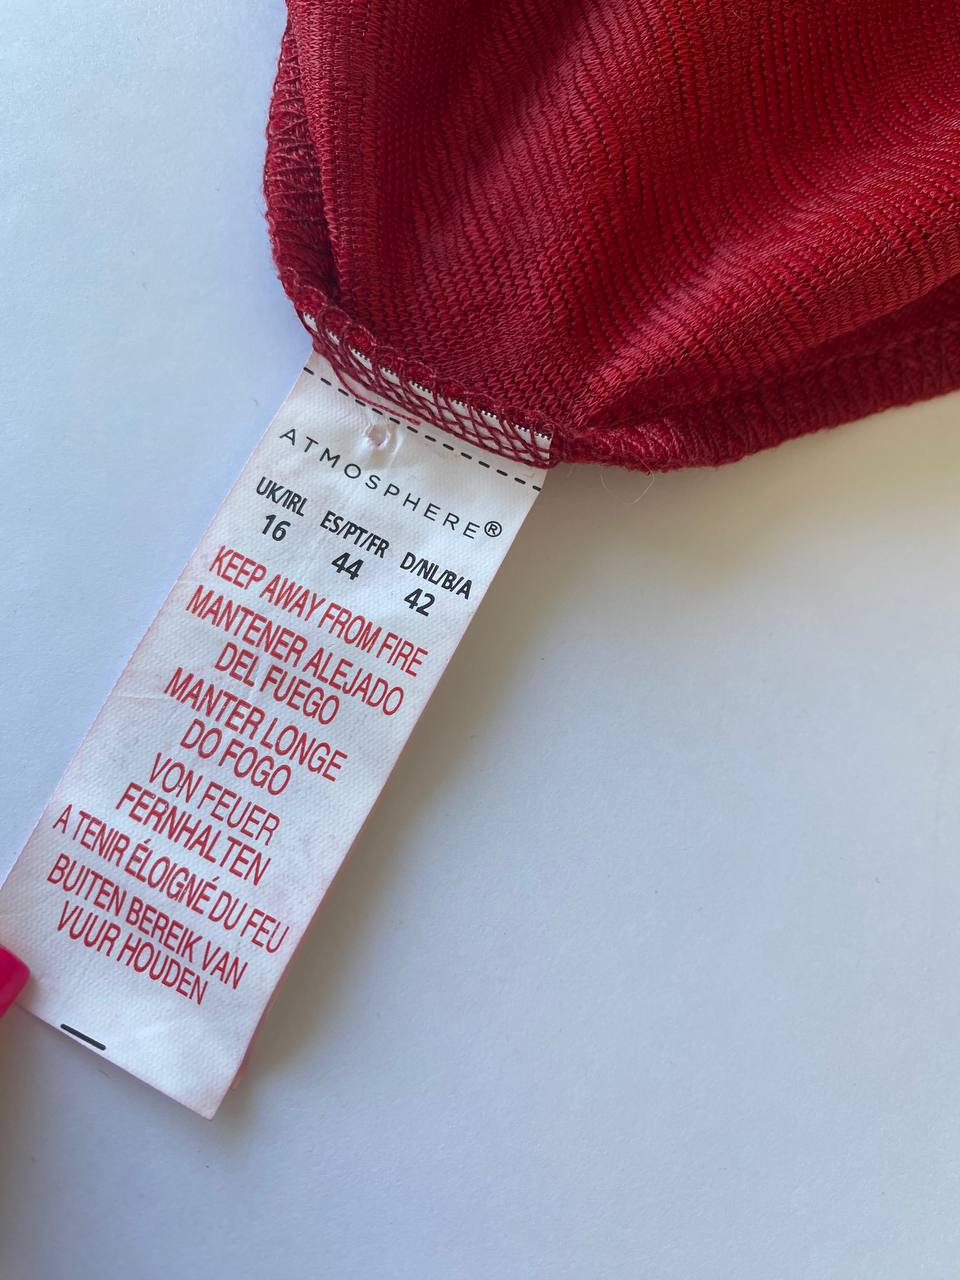 ATMOSPHERE®
UK/IRL ES/PT/FR D/NL/B/A
16 44 42
KEEP AWAY FROM FIRE
MANTENER ALEJADO
DEL FUEGO
MANTER LONGE
DO FOGO
VON FEUER
FERNHALTEN
A TENIR ÉLOIGNÉ DU FEU
BUITEN BEREIK VAN
VUUR HOUDEN